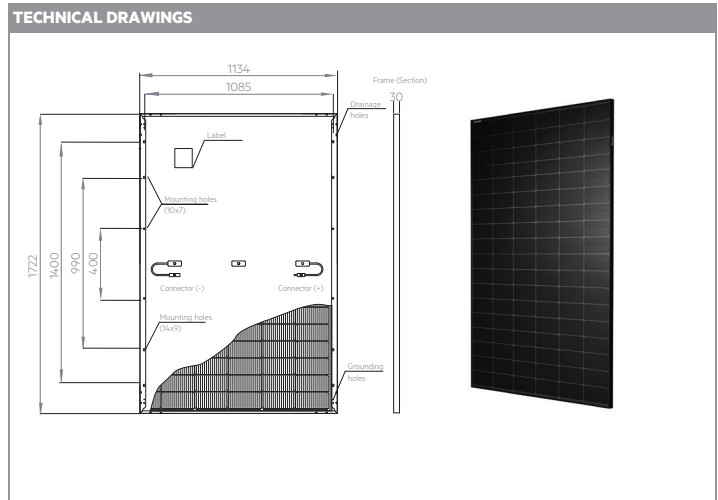 TECHNICAL DRAWINGS
1134
1085
Frame (Section)
30
Drainage
holes
Label
Mounting holes
(10x7)
1722
1400
990
400
Connector (-)
Connector (+)
Mounting holes
(14x9)
Grounding
holes